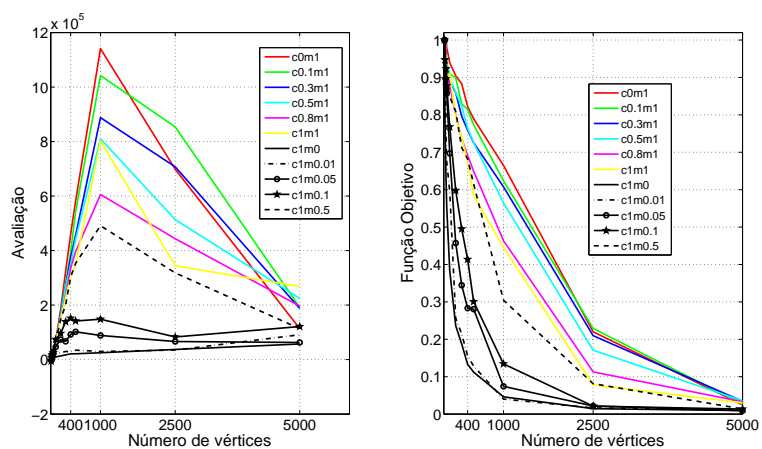 x 10^5
12
10
8
6
4
2
0
−2
Avaliação
400
1000
2500
5000
Número de vértices
c0m1
c0.1m1
c0.3m1
c0.5m1
c0.8m1
c1m1
c1m0
c1m0.01
c1m0.05
c1m0.1
c1m0.5
1
0.9
0.8
0.7
0.6
0.5
0.4
0.3
0.2
0.1
0
Função Objetivo
400
1000
2500
5000
Número de vértices
c0m1
c0.1m1
c0.3m1
c0.5m1
c0.8m1
c1m1
c1m0
c1m0.01
c1m0.05
c1m0.1
c1m0.5